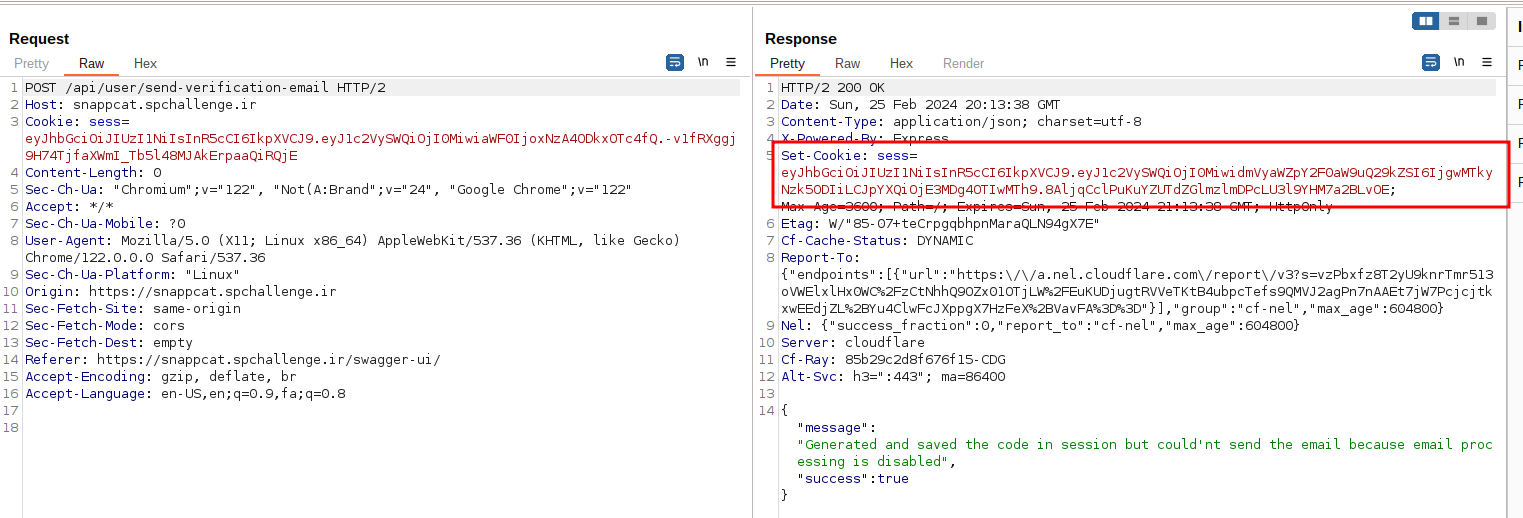 Request
Pretty Raw Hex
\n
1 POST /api/user/send-verification-email HTTP/2
2 Host: snappcat.spchallenge.ir
3 Cookie: sess=
eyJhbGciOiJIUzI1NiIsInR5cCI6IkpXVCJ9.eyJ1c2VySWQiOjI0MiwiaWF0IjoxNzA4ODkxOTc4fQ.-v1fRXggj
9H74TjfaXWmI_Tb5l48MJAkErpaaQiRQjE
4 Content-Length: 0
5 Sec-Ch-Ua: "Chromium";v="122", "Not(A:Brand";v="24", "Google Chrome";v="122"
6 Accept: */*
7 Sec-Ch-Ua-Mobile: ?0
8 User-Agent: Mozilla/5.0 (X11; Linux x86_64) AppleWebKit/537.36 (KHTML, like Gecko)
Chrome/122.0.0.0 Safari/537.36
9 Sec-Ch-Ua-Platform: "Linux"
10 Origin: https://snappcat.spchallenge.ir
11 Sec-Fetch-Site: same-origin
12 Sec-Fetch-Mode: cors
13 Sec-Fetch-Dest: empty
14 Referer: https://snappcat.spchallenge.ir/swagger-ui/
15 Accept-Encoding: gzip, deflate, br
16 Accept-Language: en-US,en;q=0.9,fa;q=0.8
17
18
Response
Pretty Raw Hex Render
\n
1 HTTP/2 200 OK
2 Date: Sun, 25 Feb 2024 20:13:38 GMT
3 Content-Type: application/json; charset=utf-8
4 X-Powered-By: Express
5 Set-Cookie: sess=
eyJhbGciOiJIUzI1NiIsInR5cCI6IkpXVCJ9.eyJ1c2VySWQiOjI0MiwidmVyaWZpY2F0aW9uQ29kZSI6IjgwMTky
Nzk5ODIiLCJpYXQiOjE3MDg4OTIwMTh9.8AljqCclPuKuYZUTdZGlmzlmDPcLU3l9YHM7a2BLvOE;
Max-Age=3600; Path=/; Expires=Sun, 25 Feb 2024 21:13:38 GMT; HttpOnly
6 Etag: W/"85-07+teCrpgqbhpnMaraQLN94gX7E"
7 Cf-Cache-Status: DYNAMIC
8 Report-To:
{"endpoints":[{"url":"https:\/\/a.nel.cloudflare.com\/report\/v3?s=vzPbxfz8T2yU9knrTmr513
oVWElxlHx0WC%2FzCtNhhQ9OZx01OTjLW%2FEuKUDjugtRVVeTKtB4ubpcTefs9QMVJ2agPn7nAAEt7jW7Pcjcjtk
xwEEdjZL%2BYu4ClwFcJXppgX7HzFeX%2BVavFA%3D%3D"}],"group":"cf-nel","max_age":604800}
9 Nel: {"success_fraction":0,"report_to":"cf-nel","max_age":604800}
10 Server: cloudflare
11 Cf-Ray: 85b29c2d8f676f15-CDG
12 Alt-Svc: h3=":443"; ma=86400
13
14 {
"message":
"Generated and saved the code in session but could'nt send the email because email proc
essing is disabled",
"success":true
}